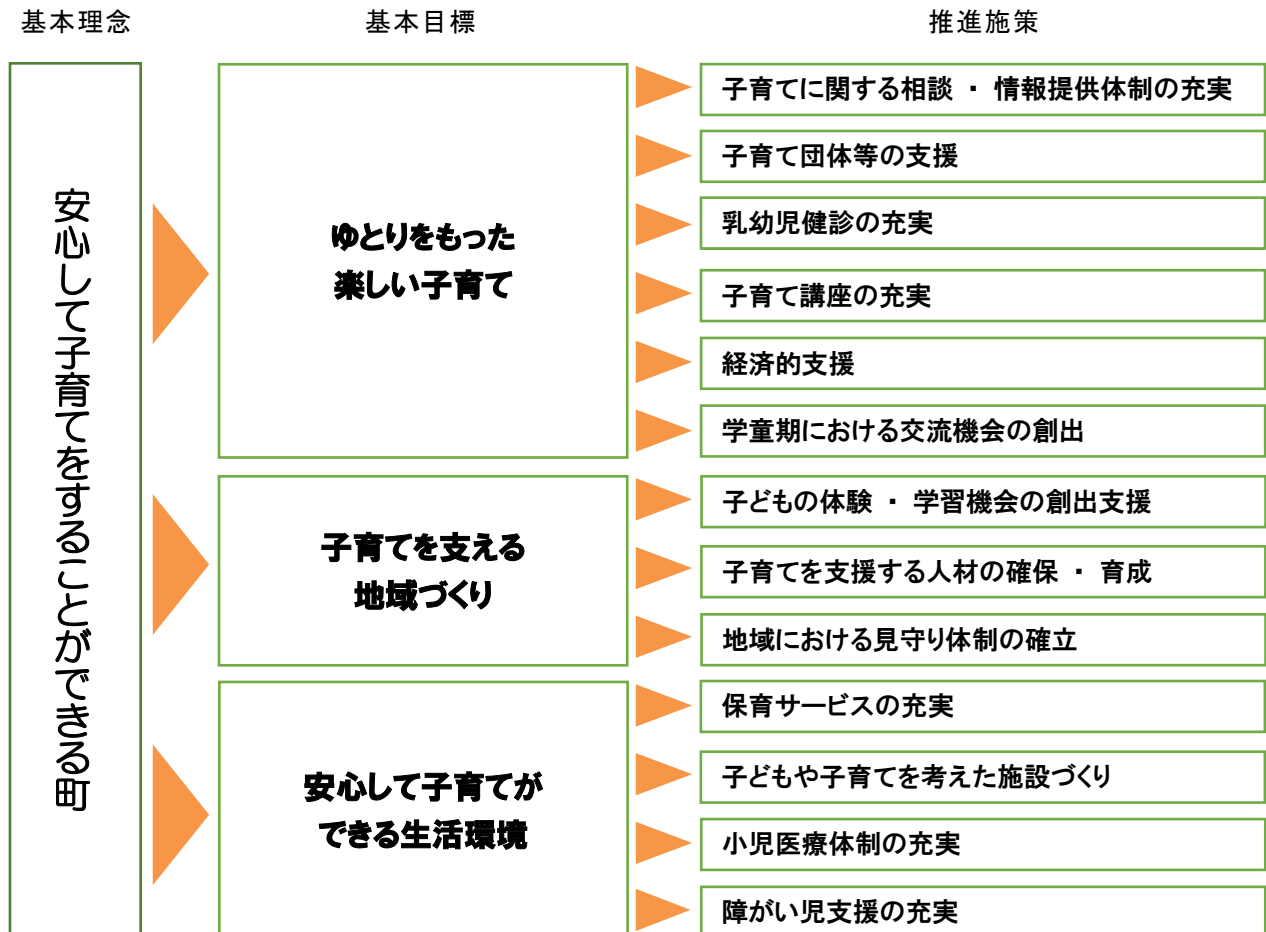 基本理念
基本目標
推進施策
安心して子育てをすることができる町
ゆとりをもった
楽しい子育て
子育てに関する相談 ・ 情報提供体制の充実
子育て団体等の支援
乳幼児健診の充実
子育て講座の充実
経済的支援
学童期における交流機会の創出
子育てを支える
地域づくり
子どもの体験 ・ 学習機会の創出支援
子育てを支援する人材の確保 ・ 育成
地域における見守り体制の確立
安心して子育てが
できる生活環境
保育サービスの充実
子どもや子育てを考えた施設づくり
小児医療体制の充実
障がい児支援の充実